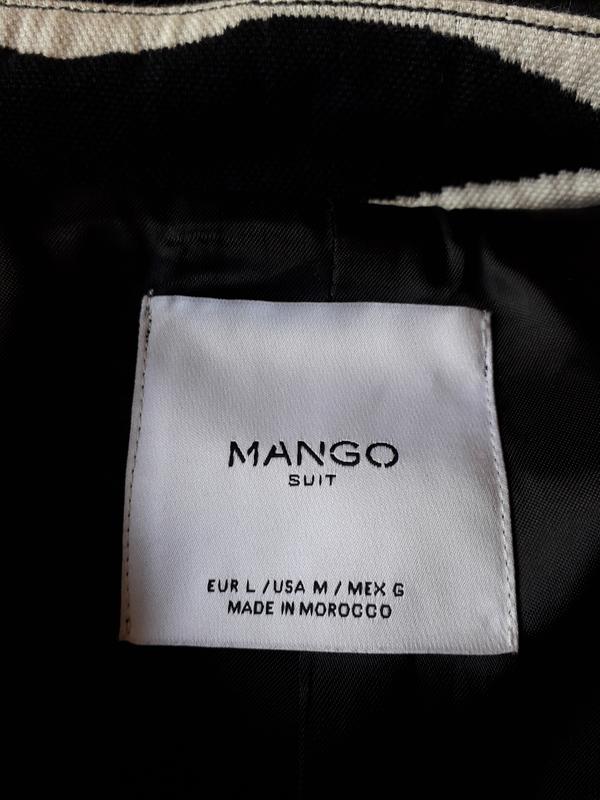 MANGO
SUIT
EUR L / USA M / MEX G
MADE IN MOROCCO